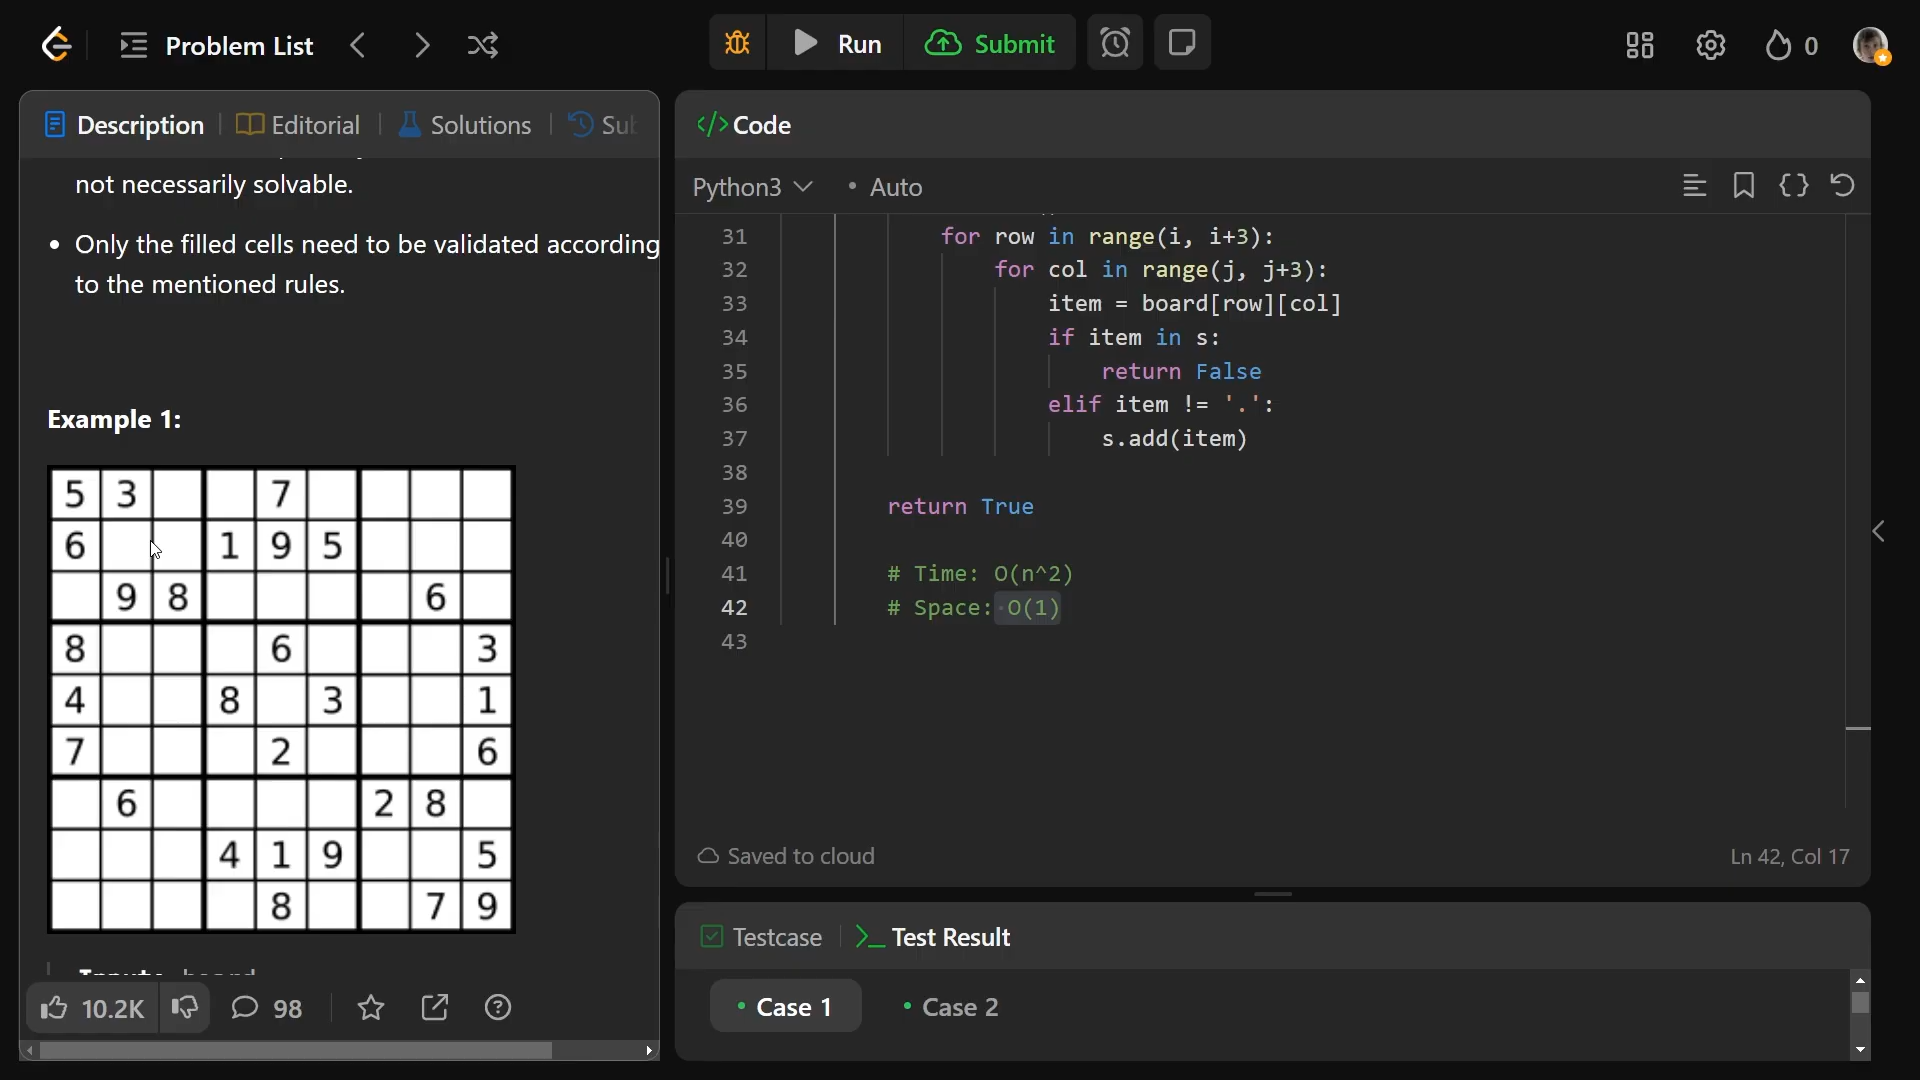 Problem List
Run
Submit
0
Description
Editorial
Solutions
Code
not necessarily solvable.
Only the filled cells need to be validated according
to the mentioned rules.
Example 1:
5 3 7
6 1 9 5
9 8 6
8 6 3
4 8 3 1
7 2 6
6 2 8
4 1 9 5
8 7 9
10.2K
98
Python3
• Auto
31 for row in range(i, i+3):
32 for col in range(j, j+3):
33 item = board[row][col]
34 if item in s:
35 return False
36 elif item != '.':
37 s.add(item)
38
39 return True
40
41 # Time: O(n^2)
42 # Space: O(1)
43
Saved to cloud
Ln 42, Col 17
Testcase
Test Result
Case 1
Case 2